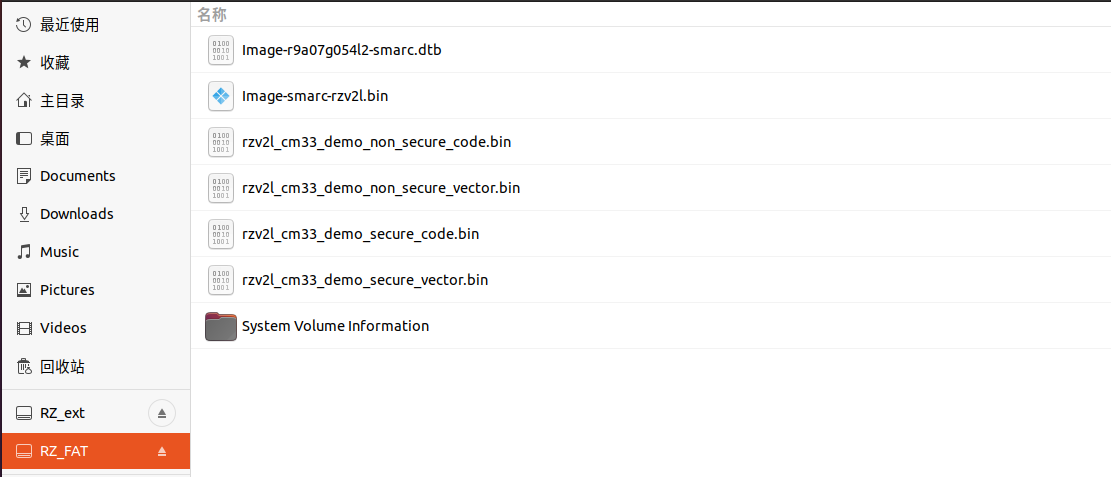 最近使用
收藏
主目录
桌面
Documents
Downloads
Music
Pictures
Videos
回收站
RZ_ext
RZ_FAT
名称
Image-r9a07g054l2-smarc.dtb
Image-smarc-rzv2l.bin
rzv2l_cm33_demo_non_secure_code.bin
rzv2l_cm33_demo_non_secure_vector.bin
rzv2l_cm33_demo_secure_code.bin
rzv2l_cm33_demo_secure_vector.bin
System Volume Information